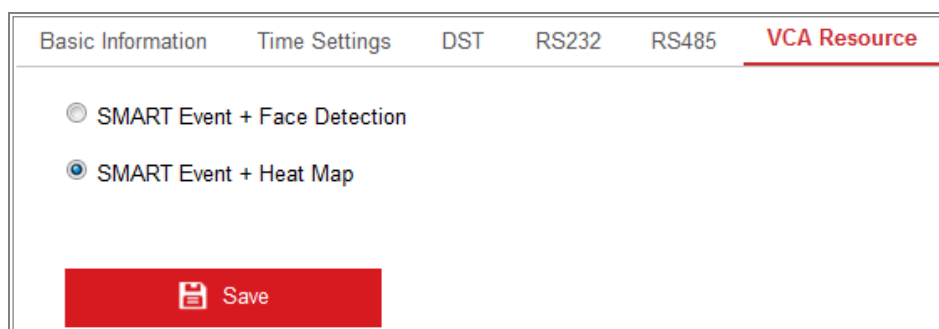 Basic Information Time Settings DST RS232 RS485 VCA Resource
SMART Event + Face Detection
SMART Event + Heat Map
Save